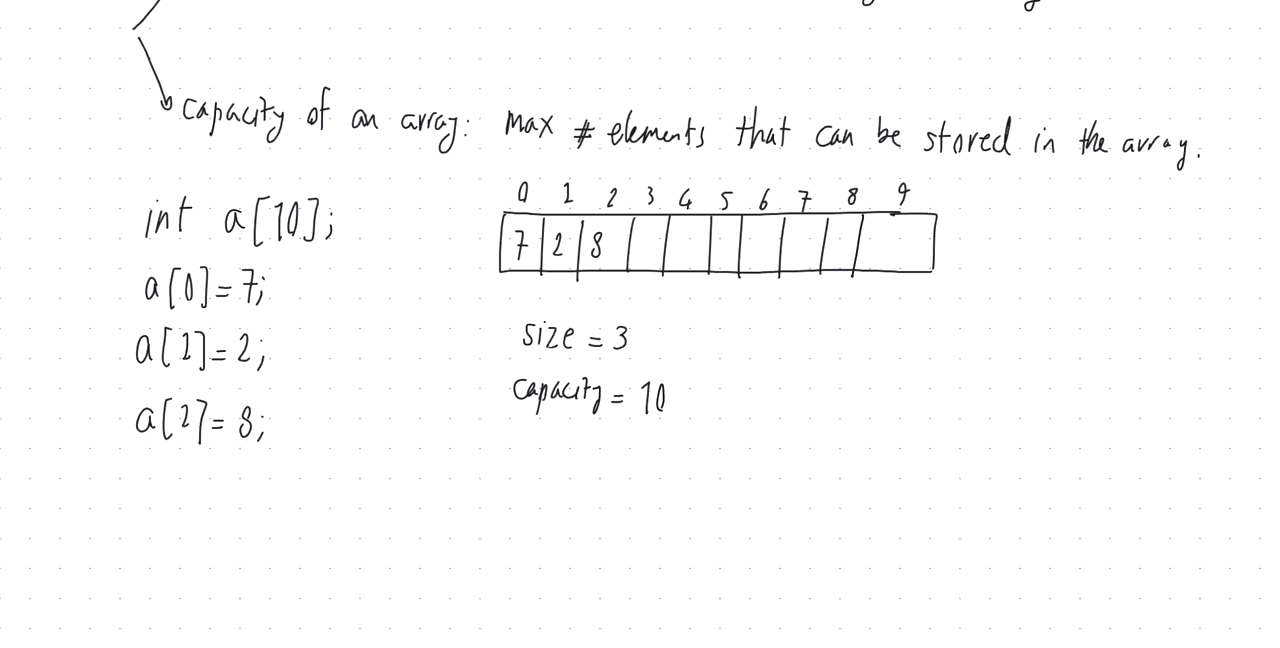 capacity of an array: max # elements that can be stored in the array.
int a[10];
0 1 2 3 4 5 6 7 8 9
7 2 8
a[0]=7;
a[1]=2;
a[2]=8;
size = 3
capacity = 10